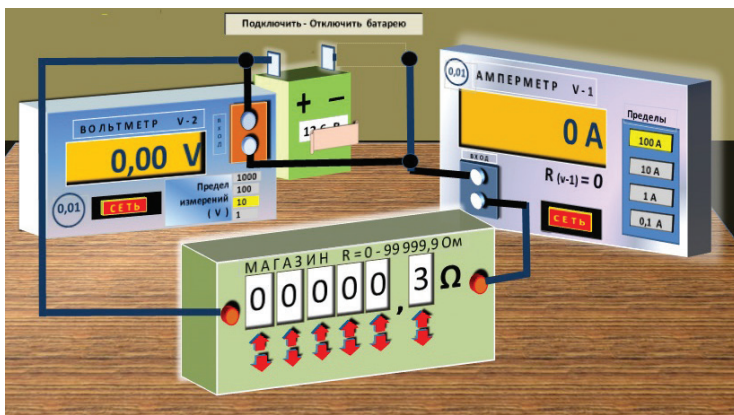 Подключить - Отключить батарею
ВОЛЬТМЕТР V-2
0,00 V
ВХОД
0,01
СЕТЬ
Предел
измерений
( V )
1000
100
10
1
+ −
0,01
АМПЕРМЕТР V-1
0 A
ВХОД
R (v-1) = 0
СЕТЬ
Пределы
100 А
10 А
1 А
0,1 А
МАГАЗИН R = 0 - 99 999,9 Ом
0 0 0 0 0 , 3 Ω